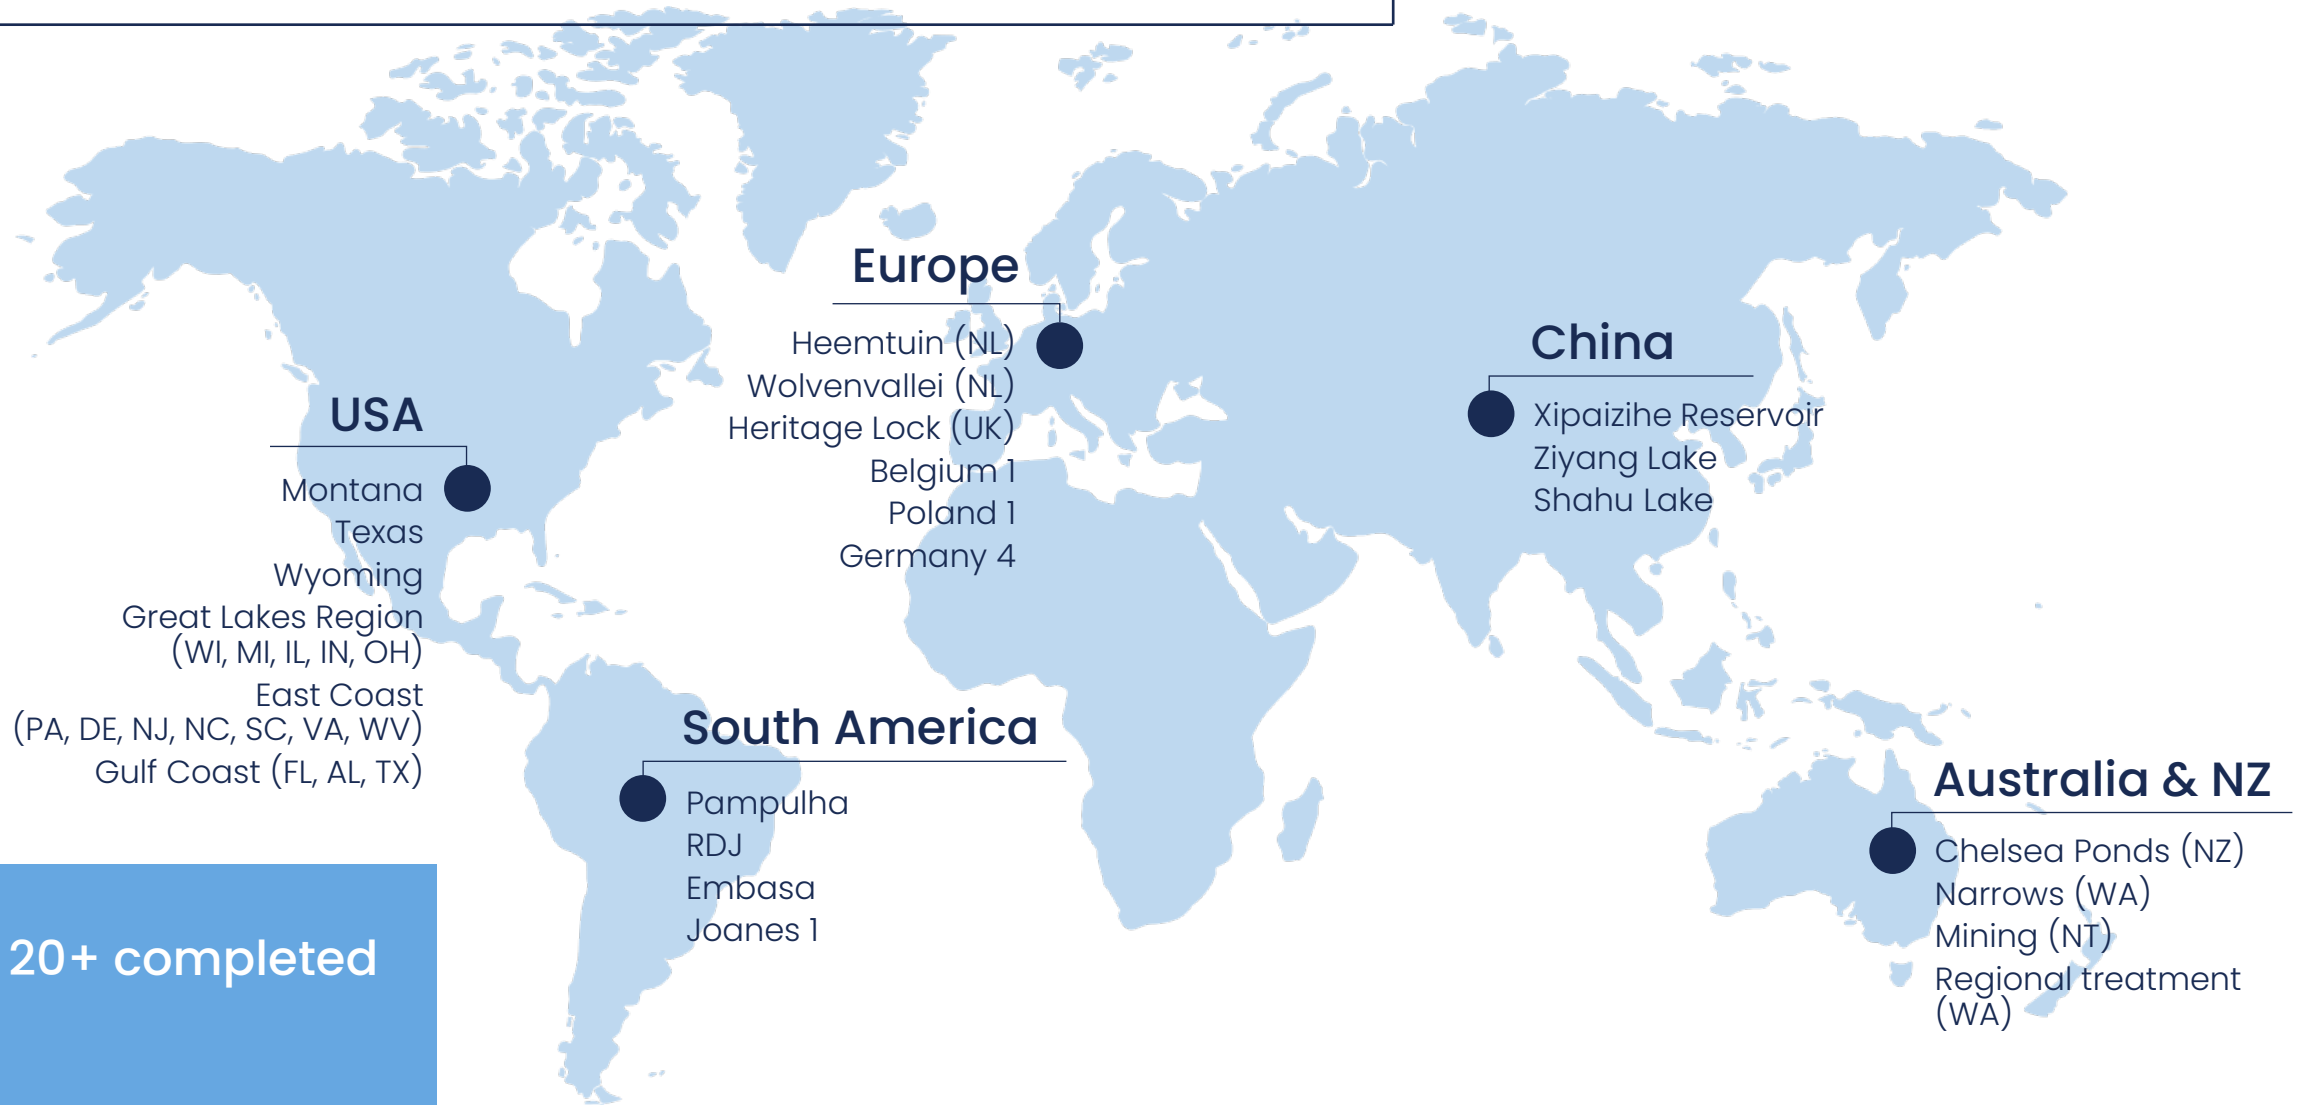 Europe
Heemtuin (NL)
Wolvenvallei (NL)
Heritage Lock (UK)
Belgium 1
Poland 1
Germany 4
China
Xipaizihe Reservoir
Ziyang Lake
Shahu Lake
USA
Montana
Texas
Wyoming
Great Lakes Region
(WI, MI, IL, IN, OH)
East Coast
(PA, DE, NJ, NC, SC, VA, WV)
Gulf Coast (FL, AL, TX)
South America
Pampulha
RDJ
Embasa
Joanes 1
Australia & NZ
Chelsea Ponds (NZ)
Narrows (WA)
Mining (NT)
Regional treatment
(WA)
20+ completed